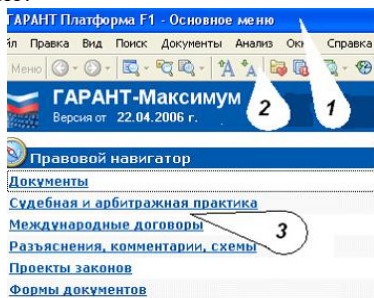 ГАРАНТ Платформа F1 - Основное меню
йл Правка Вид Поиск Документы Анализ Окн Справка
Меню
ГАРАНТ-Максимум
Версия от 22.04.2006 г.
2
1
Правовой навигатор
Документы
Судебная и арбитражная практика
Международные договоры
3
Разъяснения, комментарии, схемы
Проекты законов
Формы документов